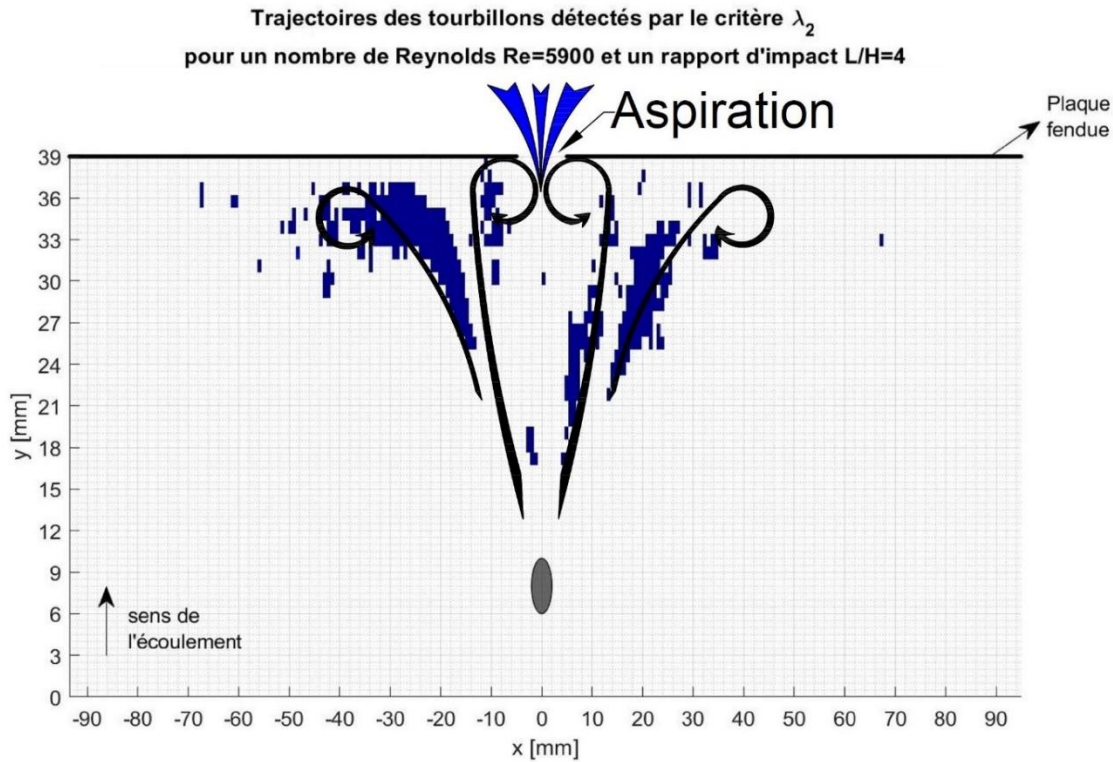 Trajectoires des tourbillons détectés par le critère λ₂
pour un nombre de Reynolds Re=5900 et un rapport d'impact L/H=4
Aspiration
Plaque
fendue
39
36
33
30
27
24
21
18
15
12
9
6
3
0
y [mm]
sens de
l'écoulement
-90 -80 -70 -60 -50 -40 -30 -20 -10 0 10 20 30 40 50 60 70 80 90
x [mm]